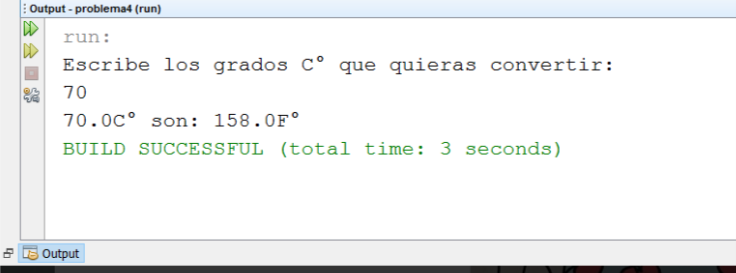 Output - problema4 (run)
run:
Escribe los grados C° que quieras convertir:
70
70.0C° son: 158.0F°
BUILD SUCCESSFUL (total time: 3 seconds)
Output